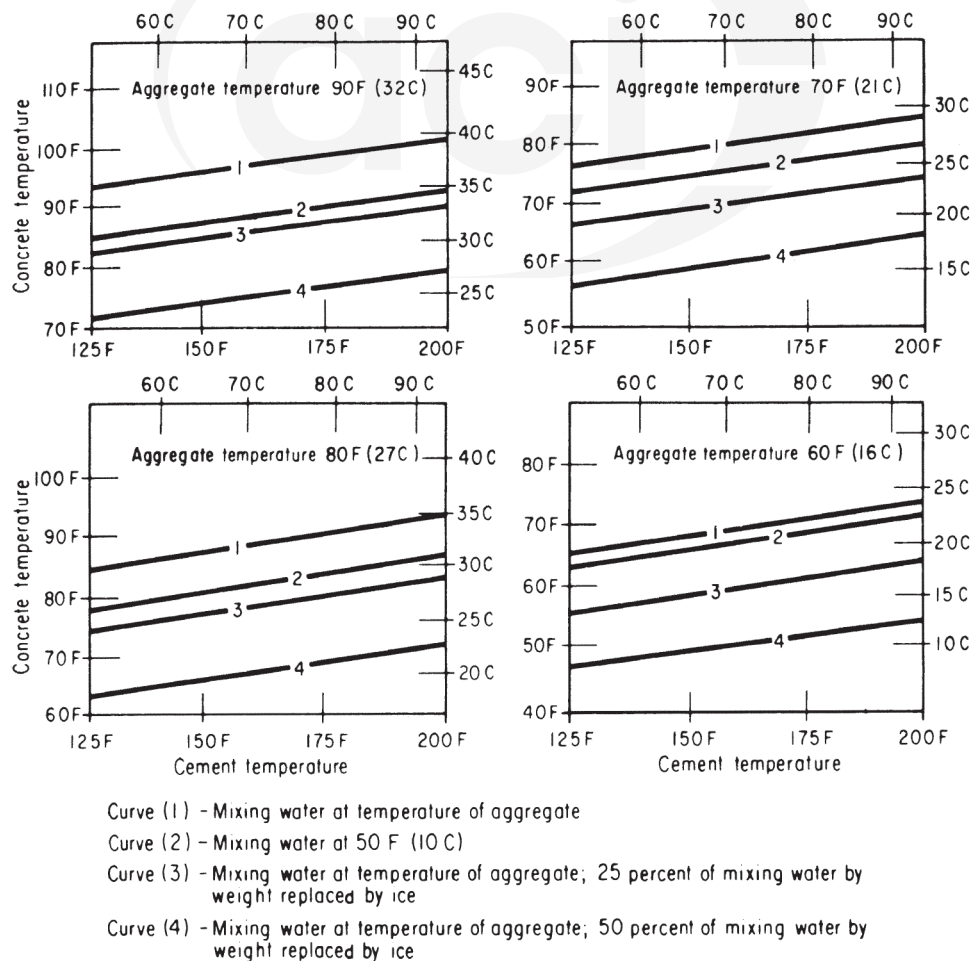 60 C 70 C 80 C 90 C
Aggregate temperature 90 F (32 C)
110 F
100 F
90 F
80 F
70 F
45 C
40 C
35 C
30 C
25 C
1
2
3
4
125 F 150 F 175 F 200 F
Concrete temperature
60 C 70 C 80 C 90 C
Aggregate temperature 70 F (21 C)
90 F
80 F
70 F
60 F
50 F
30 C
25 C
20 C
15 C
1
2
3
4
125 F 150 F 175 F 200 F
60 C 70 C 80 C 90 C
Aggregate temperature 80 F (27 C)
100 F
90 F
80 F
70 F
60 F
40 C
35 C
30 C
25 C
20 C
1
2
3
4
125 F 150 F 175 F 200 F
Concrete temperature
Cement temperature
60 C 70 C 80 C 90 C
Aggregate temperature 60 F (16 C)
80 F
70 F
60 F
50 F
40 F
30 C
25 C
20 C
15 C
10 C
1
2
3
4
125 F 150 F 175 F 200 F
Cement temperature
Curve (1) - Mixing water at temperature of aggregate
Curve (2) - Mixing water at 50 F (10 C)
Curve (3) - Mixing water at temperature of aggregate; 25 percent of mixing water by
weight replaced by ice
Curve (4) - Mixing water at temperature of aggregate; 50 percent of mixing water by
weight replaced by ice
aci